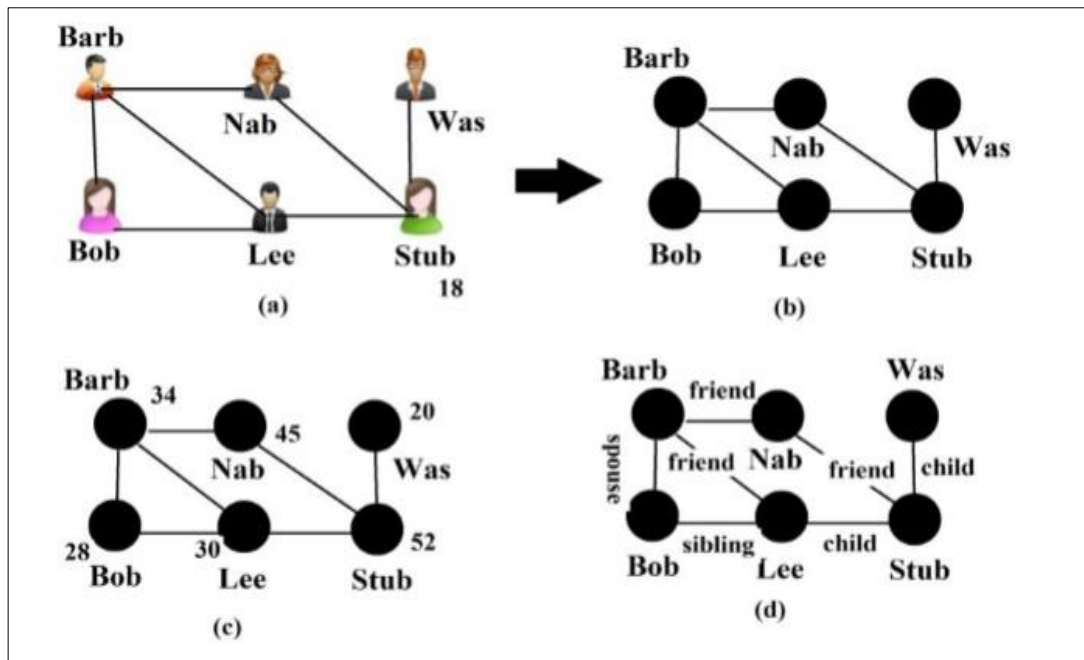 Barb
Nab
Was
Bob
Lee
Stub
18
(a)
Barb
Nab
Was
Bob
Lee
Stub
(b)
Barb
34
20
45
Nab
Was
28
30
52
Bob
Lee
Stub
(c)
Barb
Was
friend
spouse
friend
Nab
friend
child
sibling
child
Bob
Lee
Stub
(d)